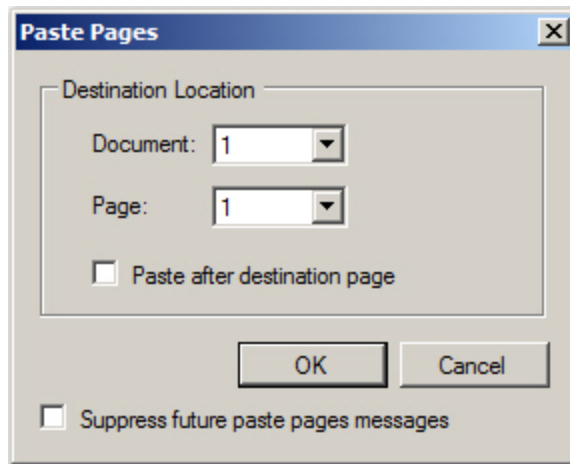 Paste Pages
Destination Location
Document: 1
Page: 1
Paste after destination page
OK Cancel
Suppress future paste pages messages